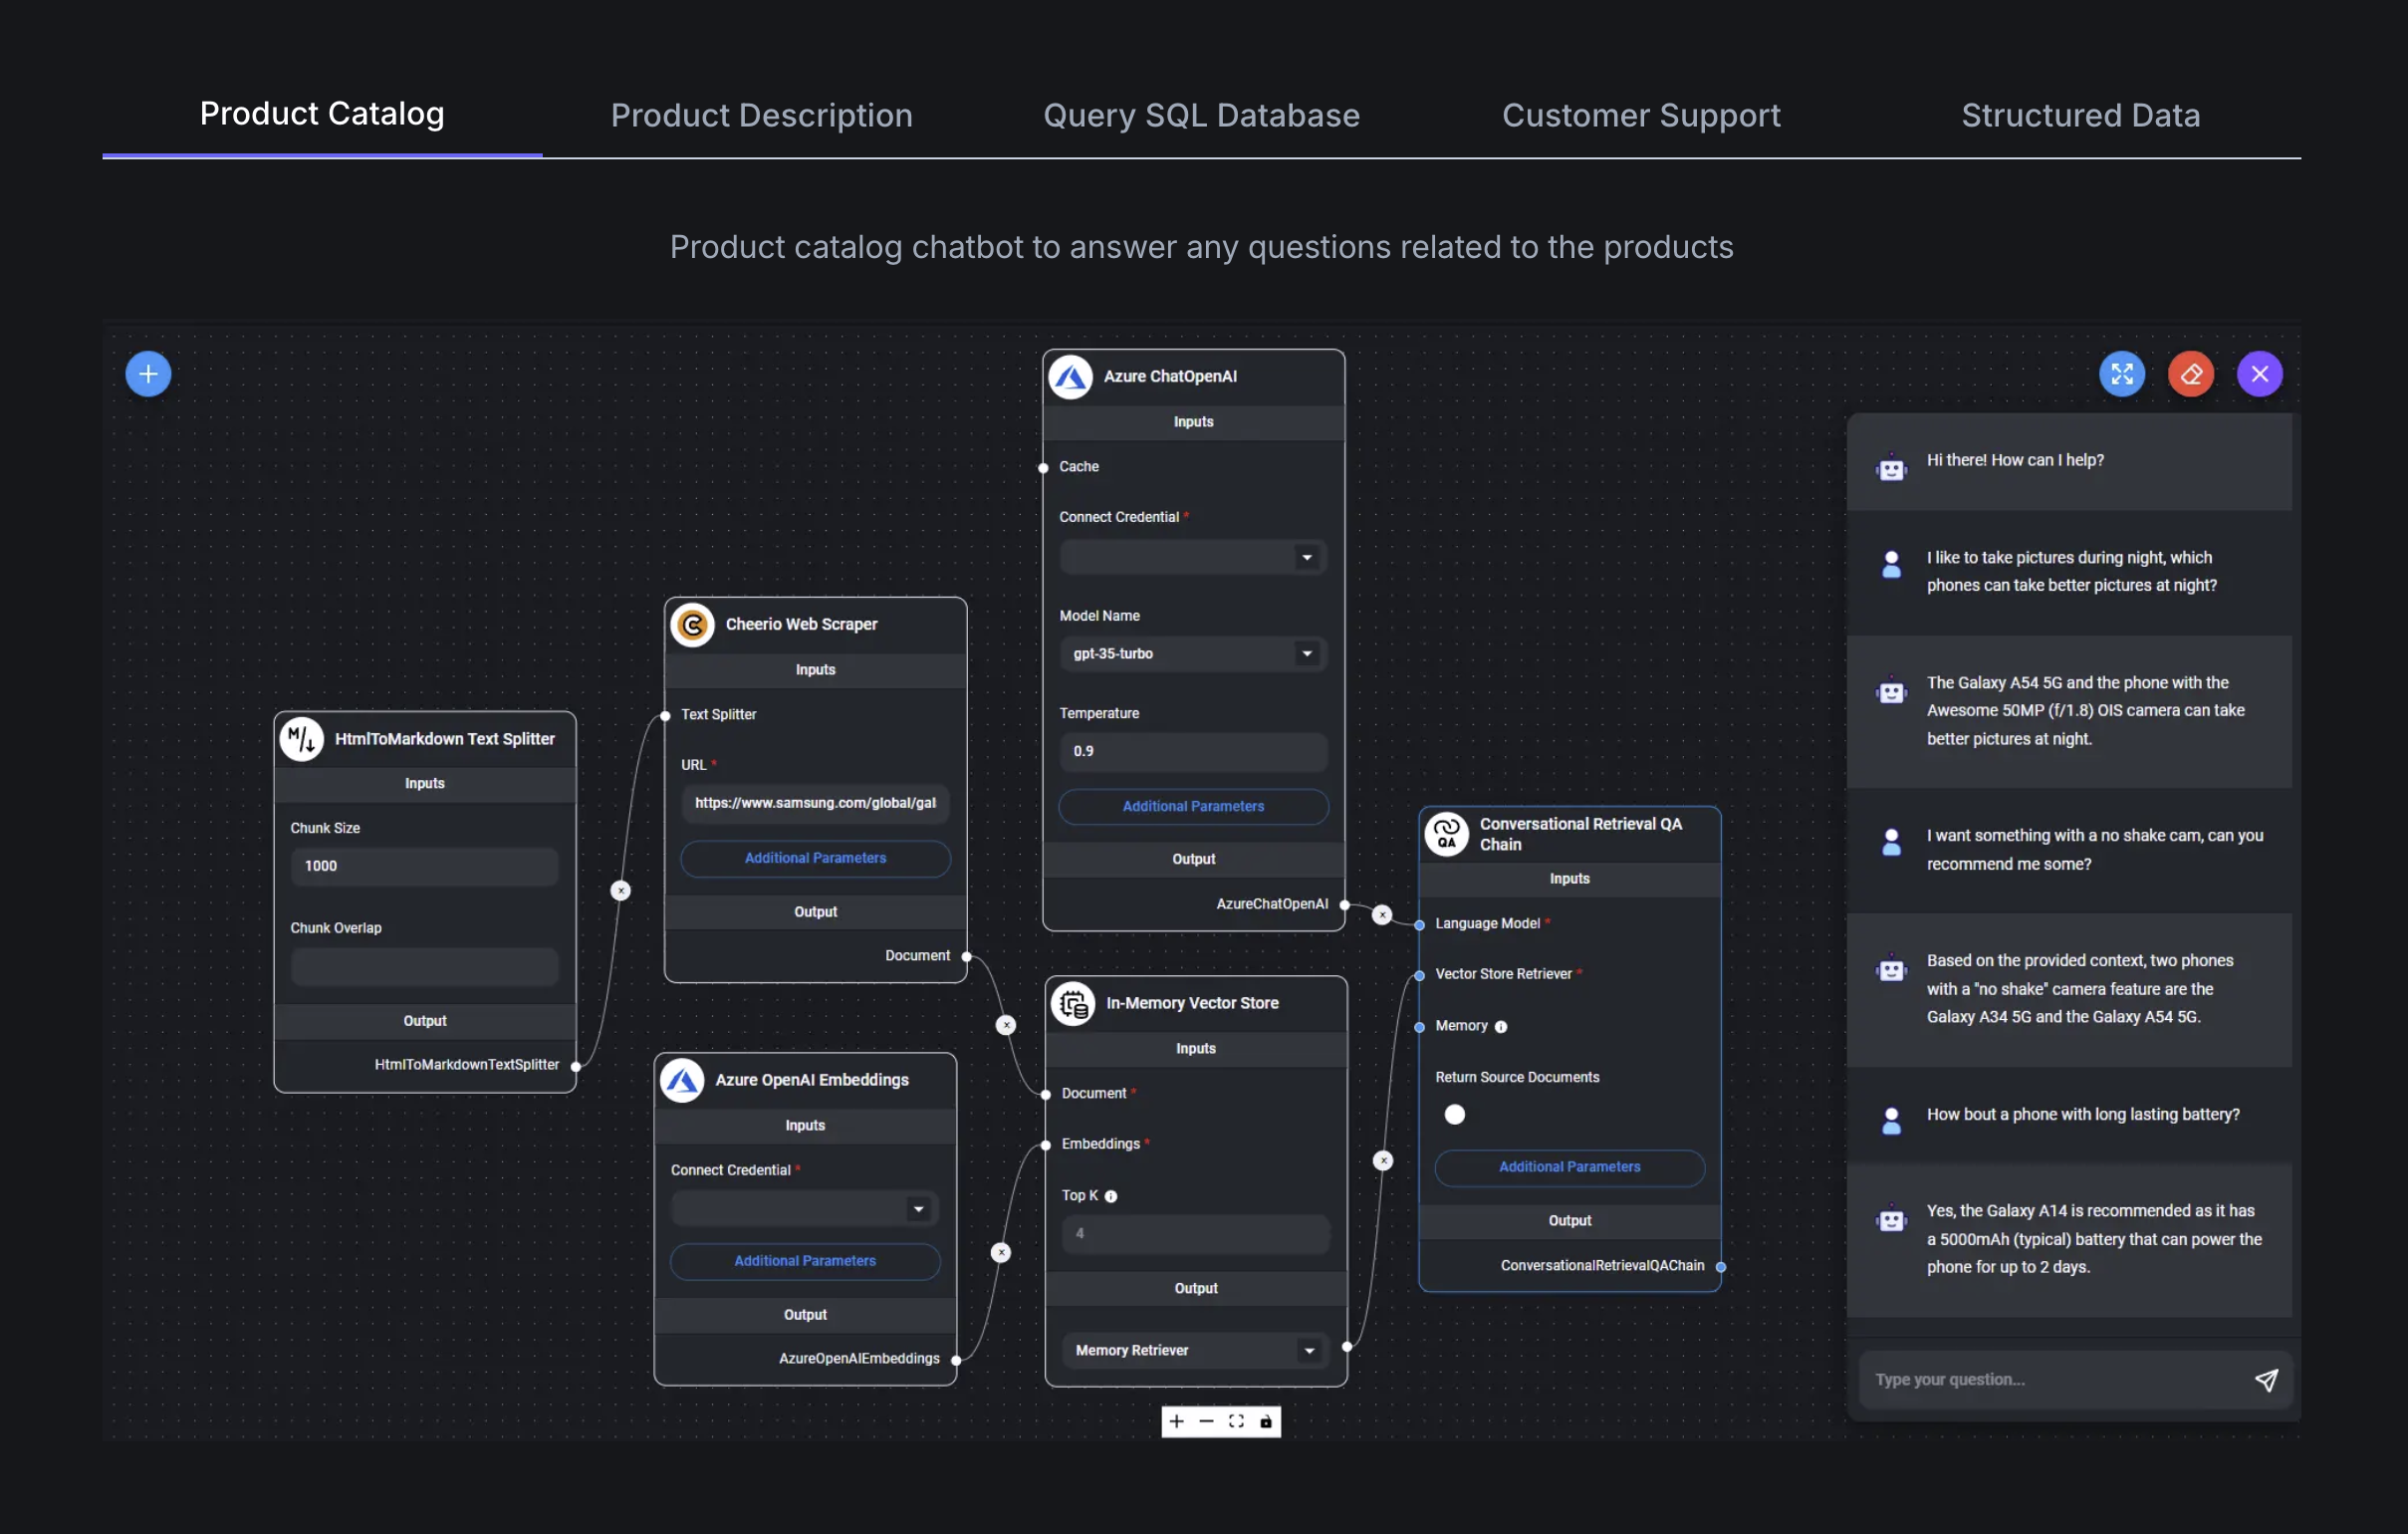 Product Catalog
Product Description
Query SQL Database
Customer Support
Structured Data
Product catalog chatbot to answer any questions related to the products
HtmlToMarkdown Text Splitter
Inputs
Chunk Size
1000
Chunk Overlap
Output
HtmlToMarkdownTextSplitter
Cheerio Web Scraper
Inputs
Text Splitter
URL *
https://www.samsung.com/global/gal
Additional Parameters
Output
Document
Azure OpenAI Embeddings
Inputs
Connect Credential *
Additional Parameters
Output
AzureOpenAIEmbeddings
Azure ChatOpenAI
Inputs
Cache
Connect Credential *
Model Name
gpt-35-turbo
Temperature
0.9
Additional Parameters
Output
AzureChatOpenAI
In-Memory Vector Store
Inputs
Document *
Embeddings *
Top K
4
Output
Memory Retriever
QA
Conversational Retrieval QA
Chain
Inputs
Language Model *
Vector Store Retriever *
Memory
Return Source Documents
Additional Parameters
Output
ConversationalRetrievalQAChain
Hi there! How can I help?
I like to take pictures during night, which
phones can take better pictures at night?
The Galaxy A54 5G and the phone with the
Awesome 50MP (f/1.8) OIS camera can take
better pictures at night.
I want something with a no shake cam, can you
recommend me some?
Based on the provided context, two phones
with a "no shake" camera feature are the
Galaxy A34 5G and the Galaxy A54 5G.
How bout a phone with long lasting battery?
Yes, the Galaxy A14 is recommended as it has
a 5000mAh (typical) battery that can power the
phone for up to 2 days.
Type your question...